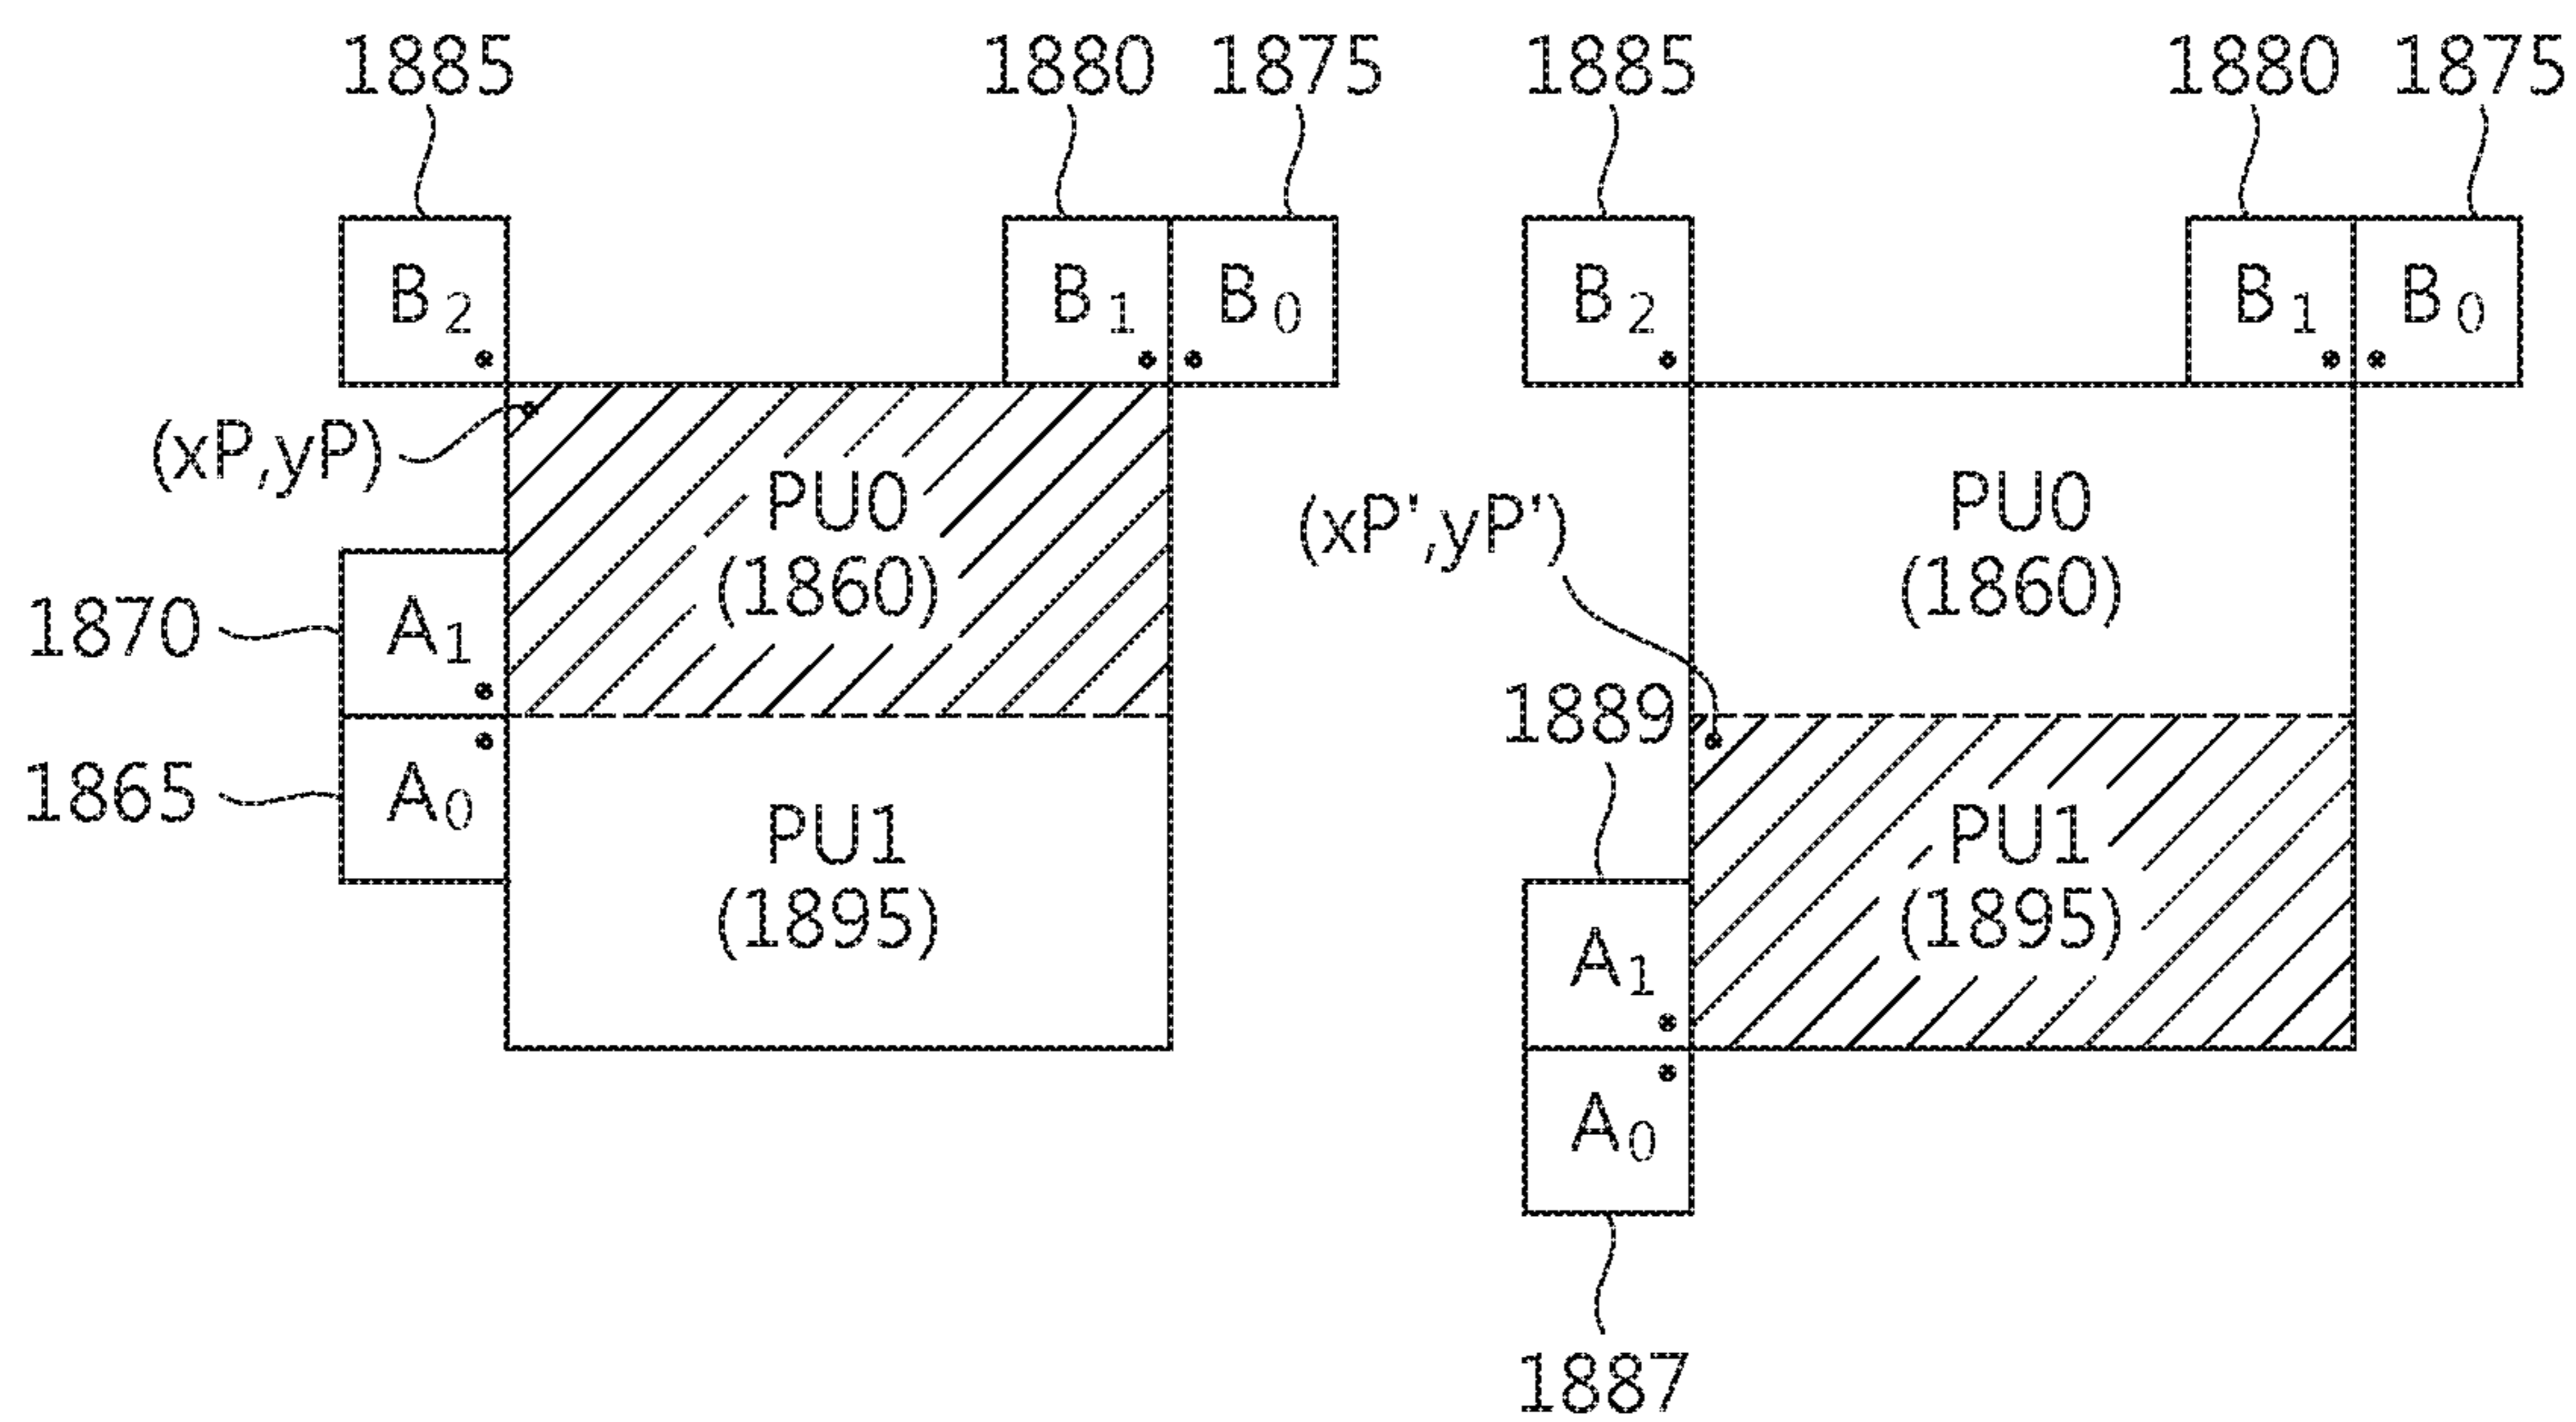 1885
1880
1875
B2
B1
B0
(xP,yP)
PU0
(1860)
1870
A1
1865
A0
PU1
(1895)
1885
1880
1875
B2
B1
B0
PU0
(1860)
(xP',yP')
1889
PU1
(1895)
A1
A0
1887